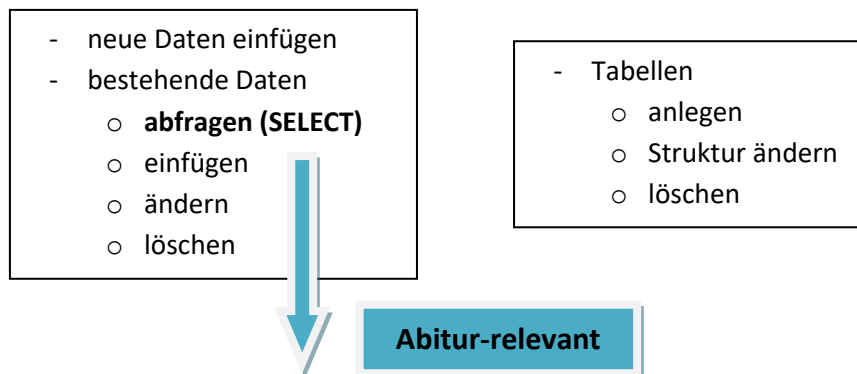 - neue Daten einfügen
- bestehende Daten
o abfragen (SELECT)
o einfügen
o ändern
o löschen
- Tabellen
o anlegen
o Struktur ändern
o löschen
Abitur-relevant